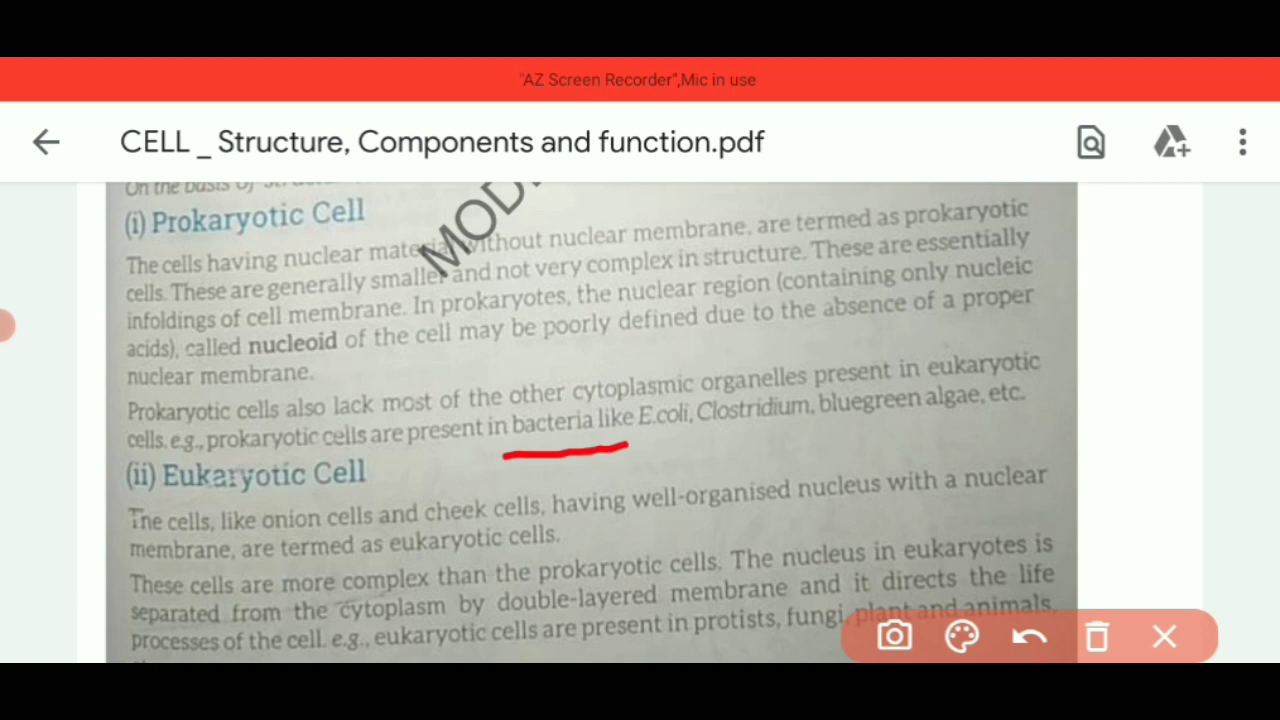 "AZ Screen Recorder",Mic in use
CELL _ Structure, Components and function.pdf
On the basis of
(i) Prokaryotic Cell
MOD
The cells having nuclear material without nuclear membrane, are termed as prokaryotic
cells. These are generally smaller and not very complex in structure. These are essentially
infoldings of cell membrane. In prokaryotes, the nuclear region (containing only nucleic
acids), called nucleoid of the cell may be poorly defined due to the absence of a proper
nuclear membrane.
Prokaryotic cells also lack most of the other cytoplasmic organelles present in eukaryotic
cells. e.g., prokaryotic cells are present in bacteria like E.coli, Clostridium, bluegreen algae, etc.
(ii) Eukaryotic Cell
The cells, like onion cells and cheek cells, having well-organised nucleus with a nuclear
membrane, are termed as eukaryotic cells.
These cells are more complex than the prokaryotic cells. The nucleus in eukaryotes is
separated from the cytoplasm by double-layered membrane and it directs the life
processes of the cell. e.g., eukaryotic cells are present in protists, fungi, plant and animals,